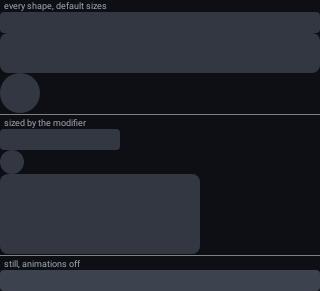 every shape, default sizes
sized by the modifier
still, animations off